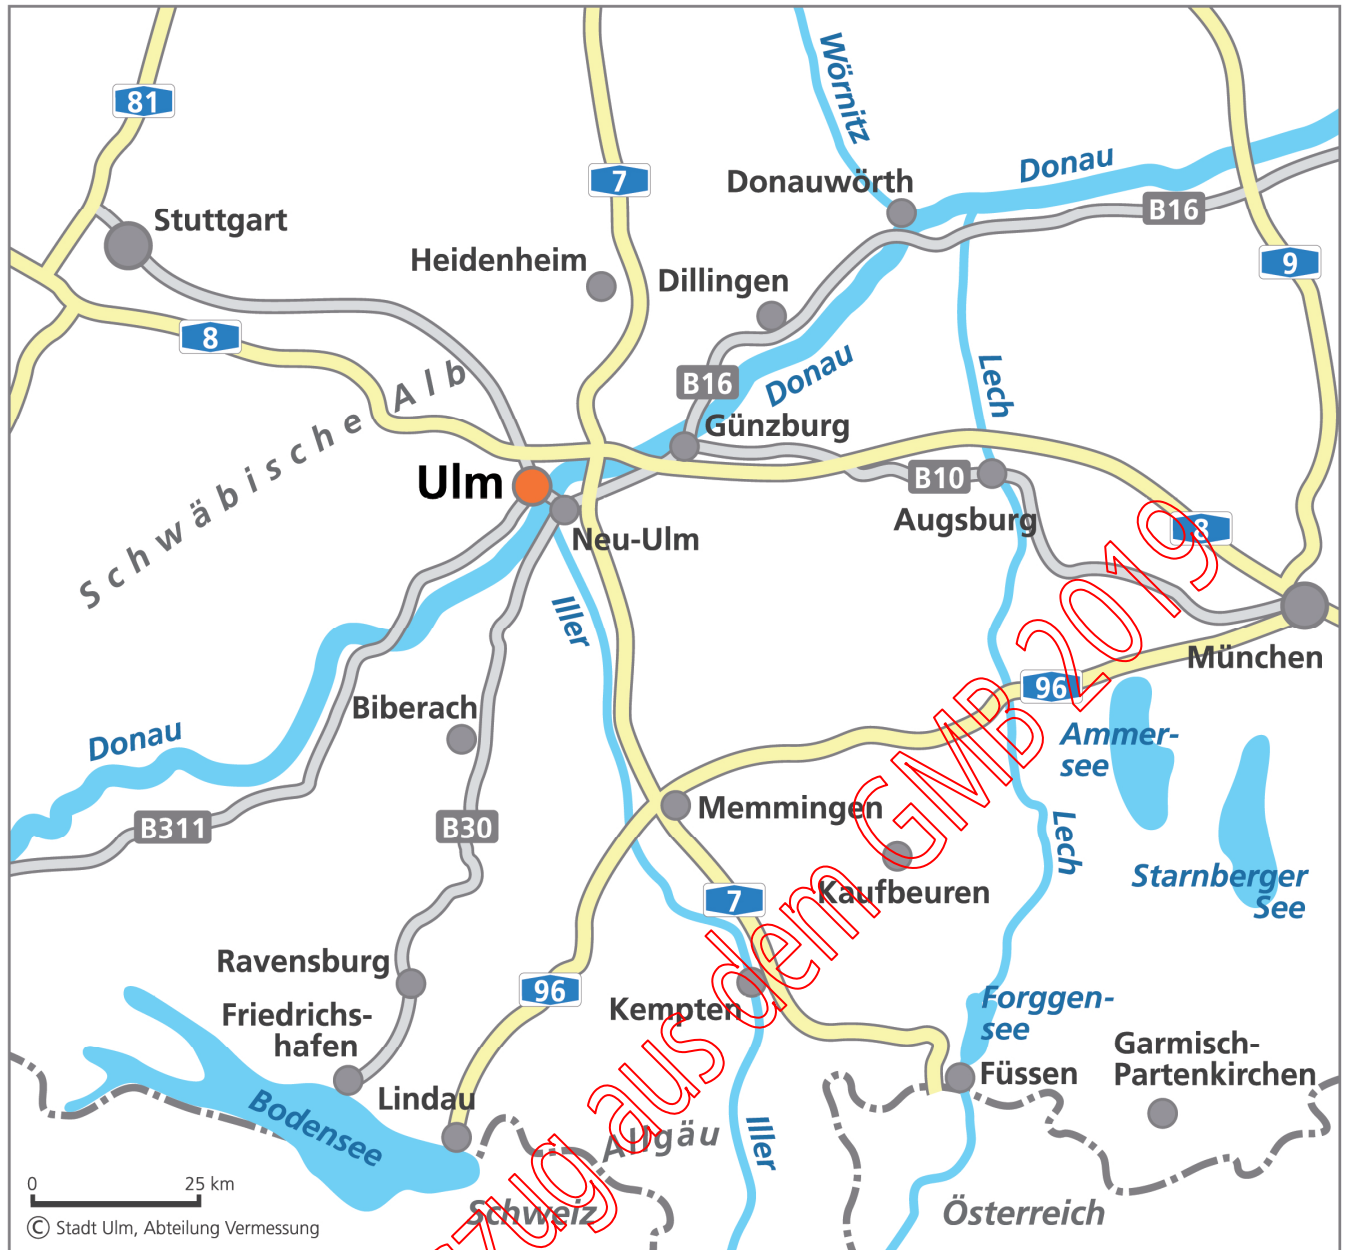 81
7
Wörnitz
Donau
Donauwörth
B16
Stuttgart
Heidenheim
Dillingen
9
8
Schwäbische Alb
B16
Donau
Lech
Günzburg
Ulm
B10
Augsburg
8
Neu-Ulm
Iller
München
96
Biberach
Donau
Ammer-
see
B311
B30
Memmingen
Lech
Kaufbeuren
Starnberger
See
7
Ravensburg
96
Kempten
Forggen-
see
Friedrichs-
hafen
Garmisch-
Partenkirchen
Füssen
Lindau
Bodensee
Allgäu
Iller
0 25 km
Schweiz
Österreich
© Stadt Ulm, Abteilung Vermessung
aus dem GMB 2019